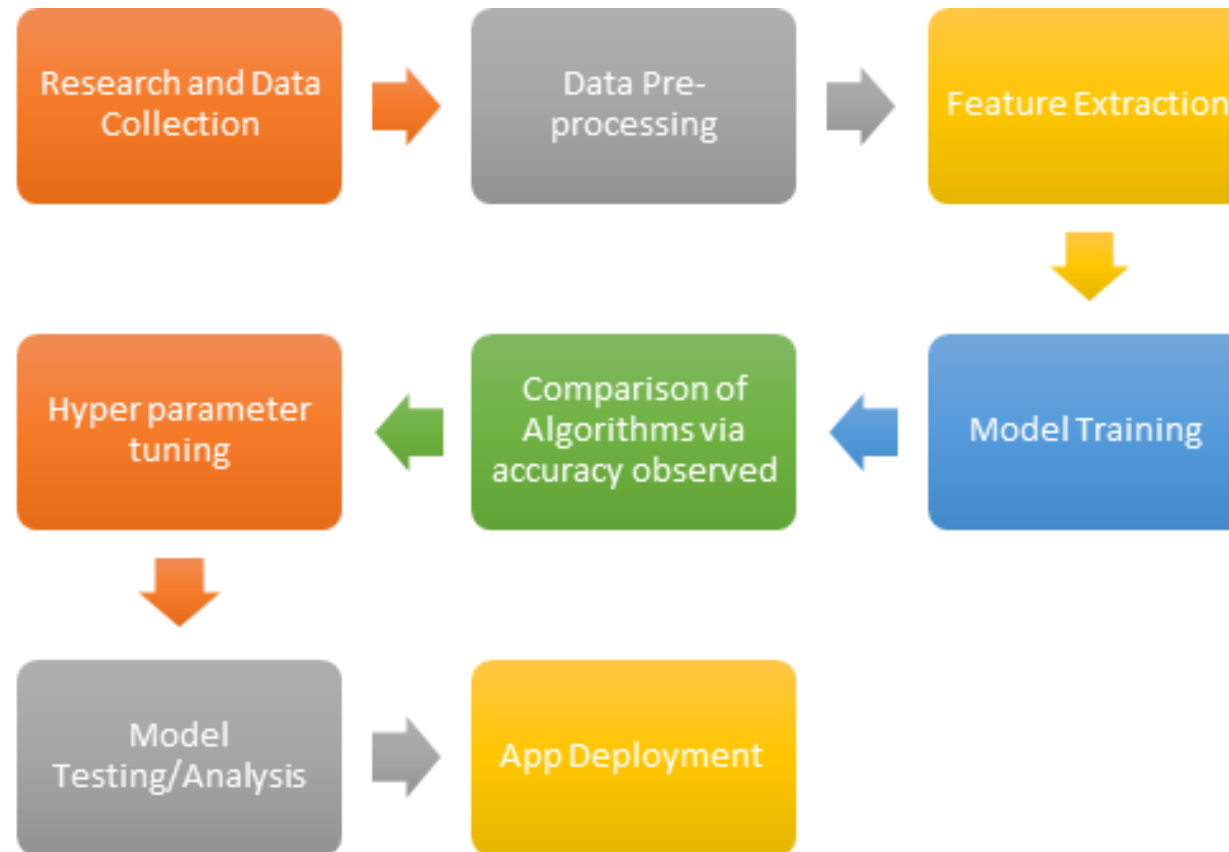 Research and Data
Collection
Data Pre-
processing
Feature Extraction
Model Training
Comparison of
Algorithms via
accuracy observed
Hyper parameter
tuning
Model
Testing/Analysis
App Deployment